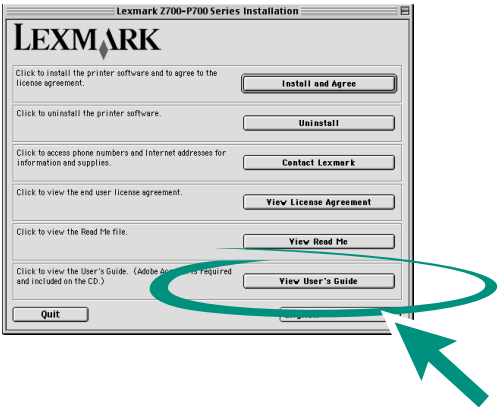 Lexmark Z700-P700 Series Installation
LEXMARK
Click to install the printer software and to agree to the
license agreement.
Install and Agree
Click to uninstall the printer software.
Uninstall
Click to access phone numbers and Internet addresses for
information and supplies.
Contact Lexmark
Click to view the end user license agreement.
View License Agreement
Click to view the Read Me file.
View Read Me
Click to view the User's Guide. (Adobe is required
and included on the CD.)
View User's Guide
Quit